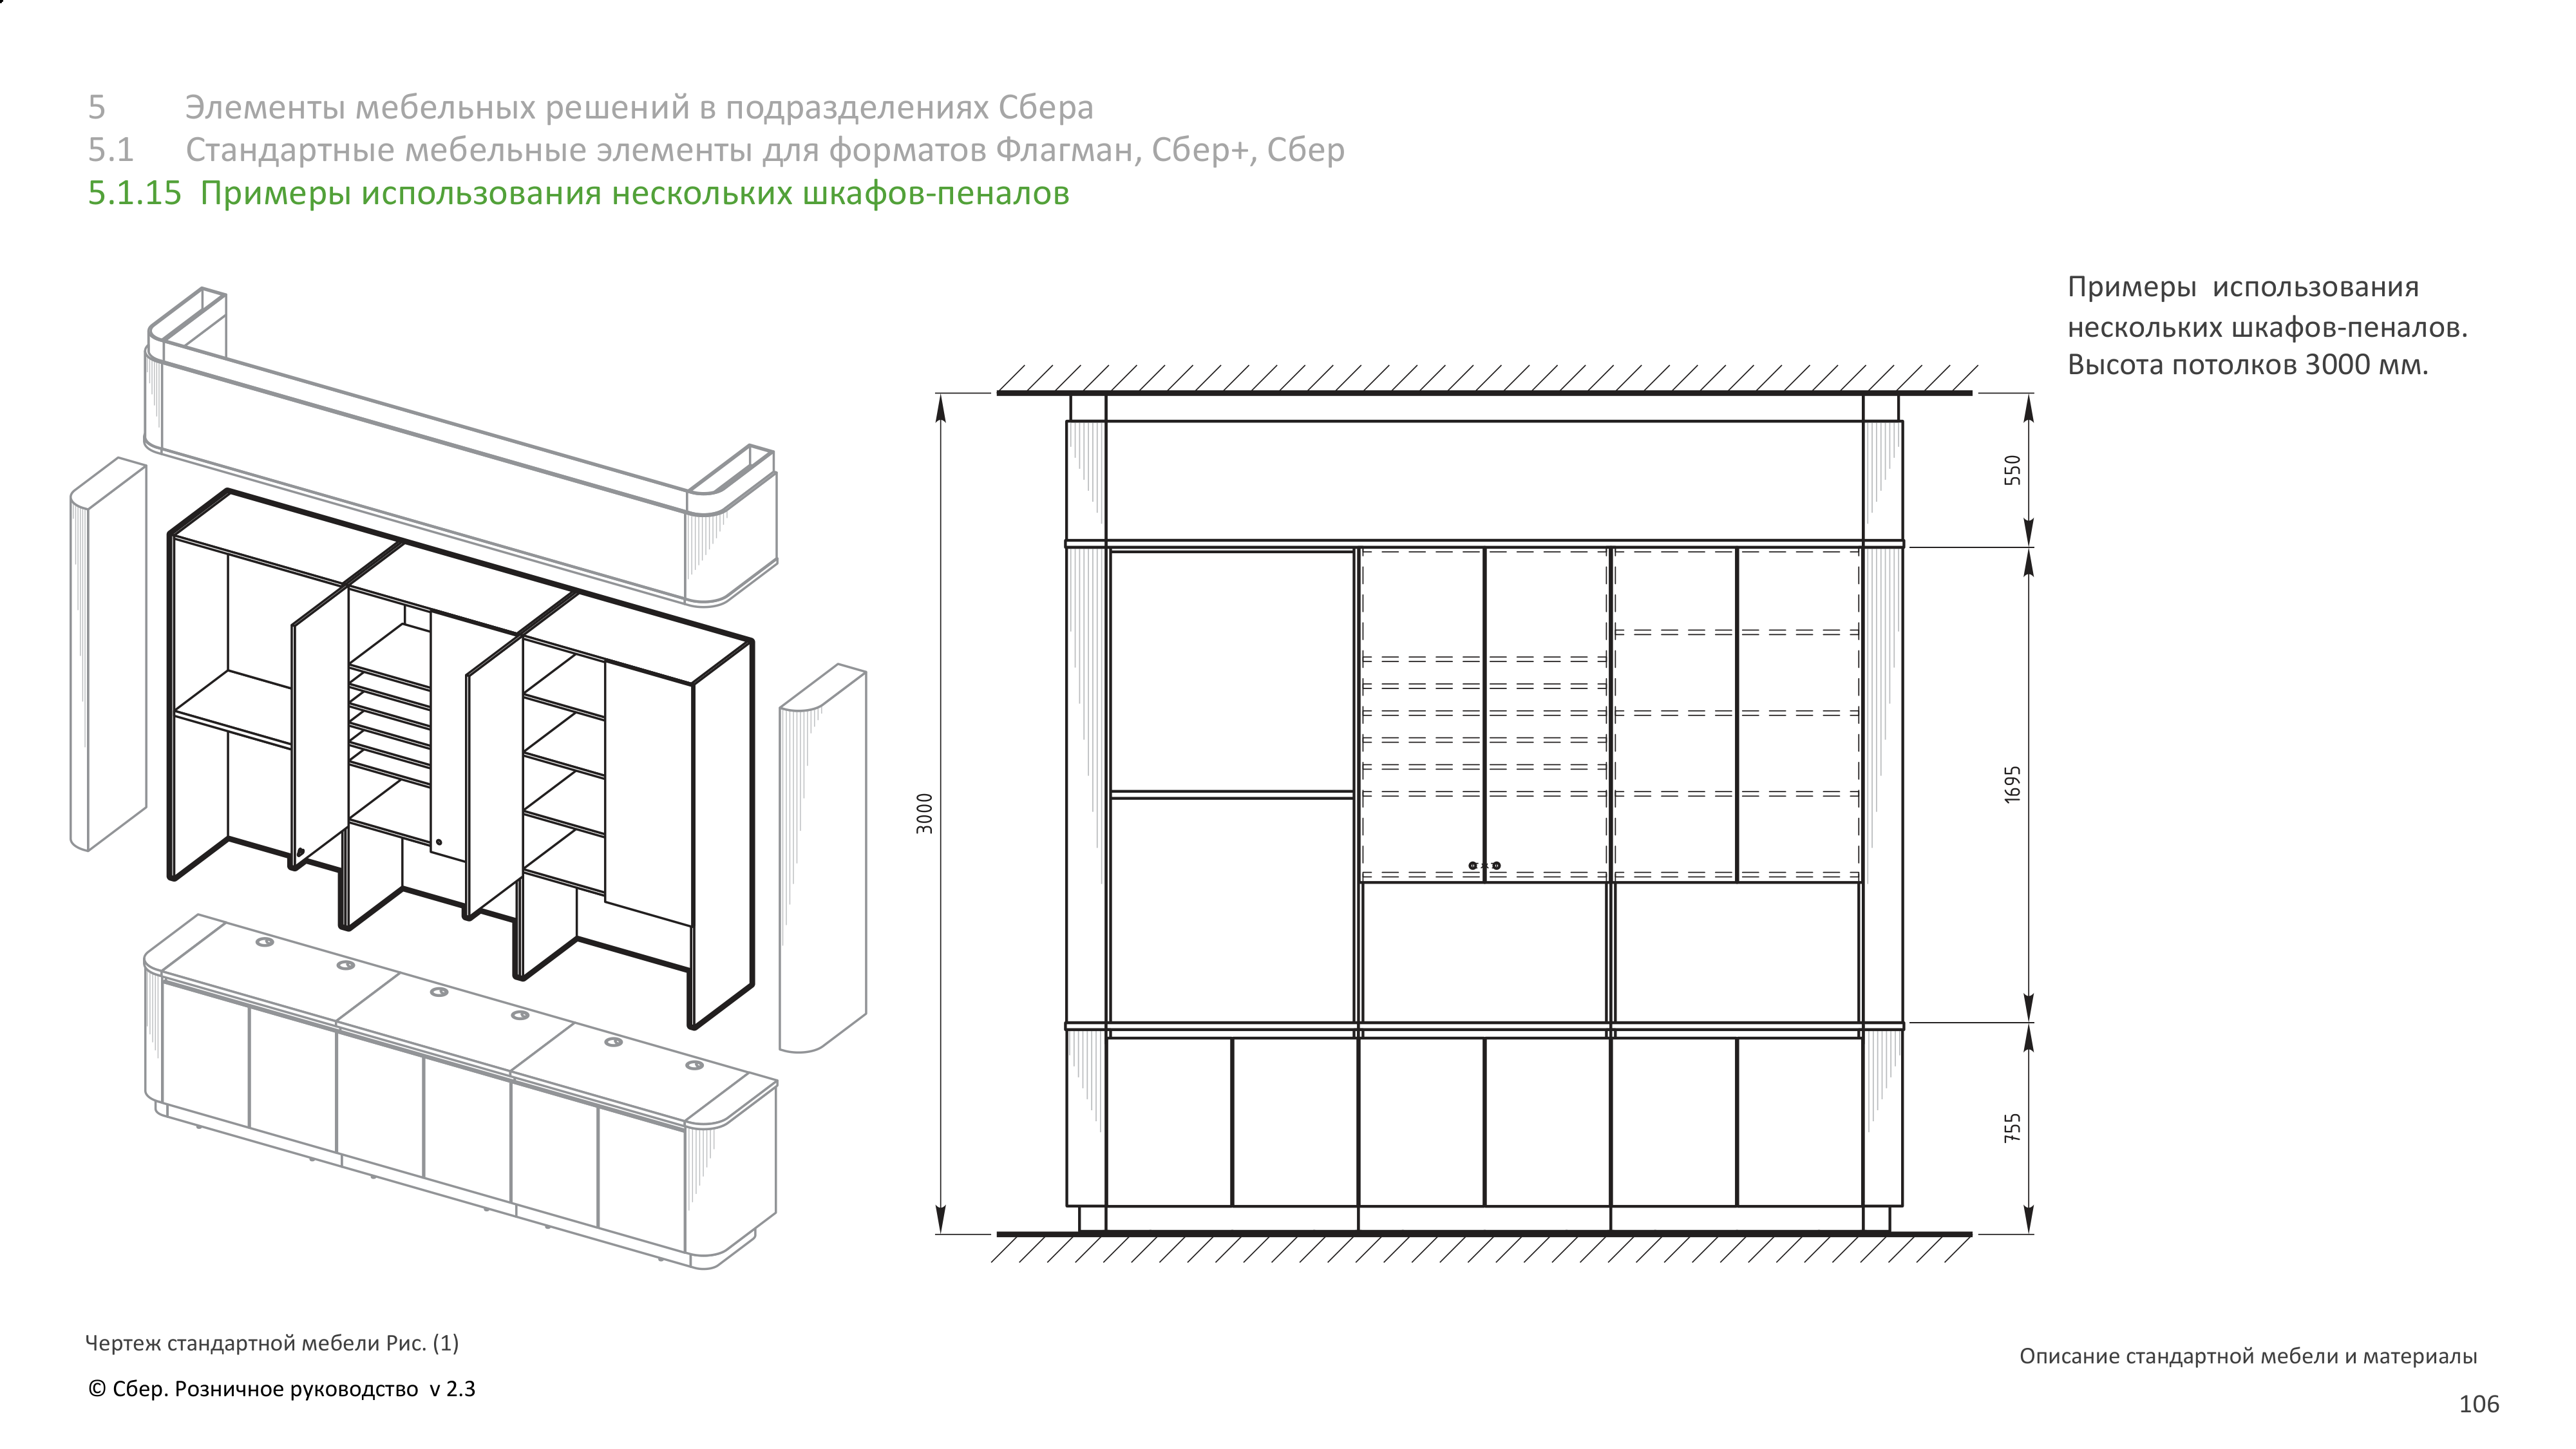 5 Элементы мебельных решений в подразделениях Сбера
5.1 Стандартные мебельные элементы для форматов Флагман, Сбер+, Сбер
5.1.15 Примеры использования нескольких шкафов-пеналов
Примеры использования
нескольких шкафов-пеналов.
Высота потолков 3000 мм.
3000
550
1695
755
Чертеж стандартной мебели Рис. (1)
Описание стандартной мебели и материалы
© Сбер. Розничное руководство v 2.3
106